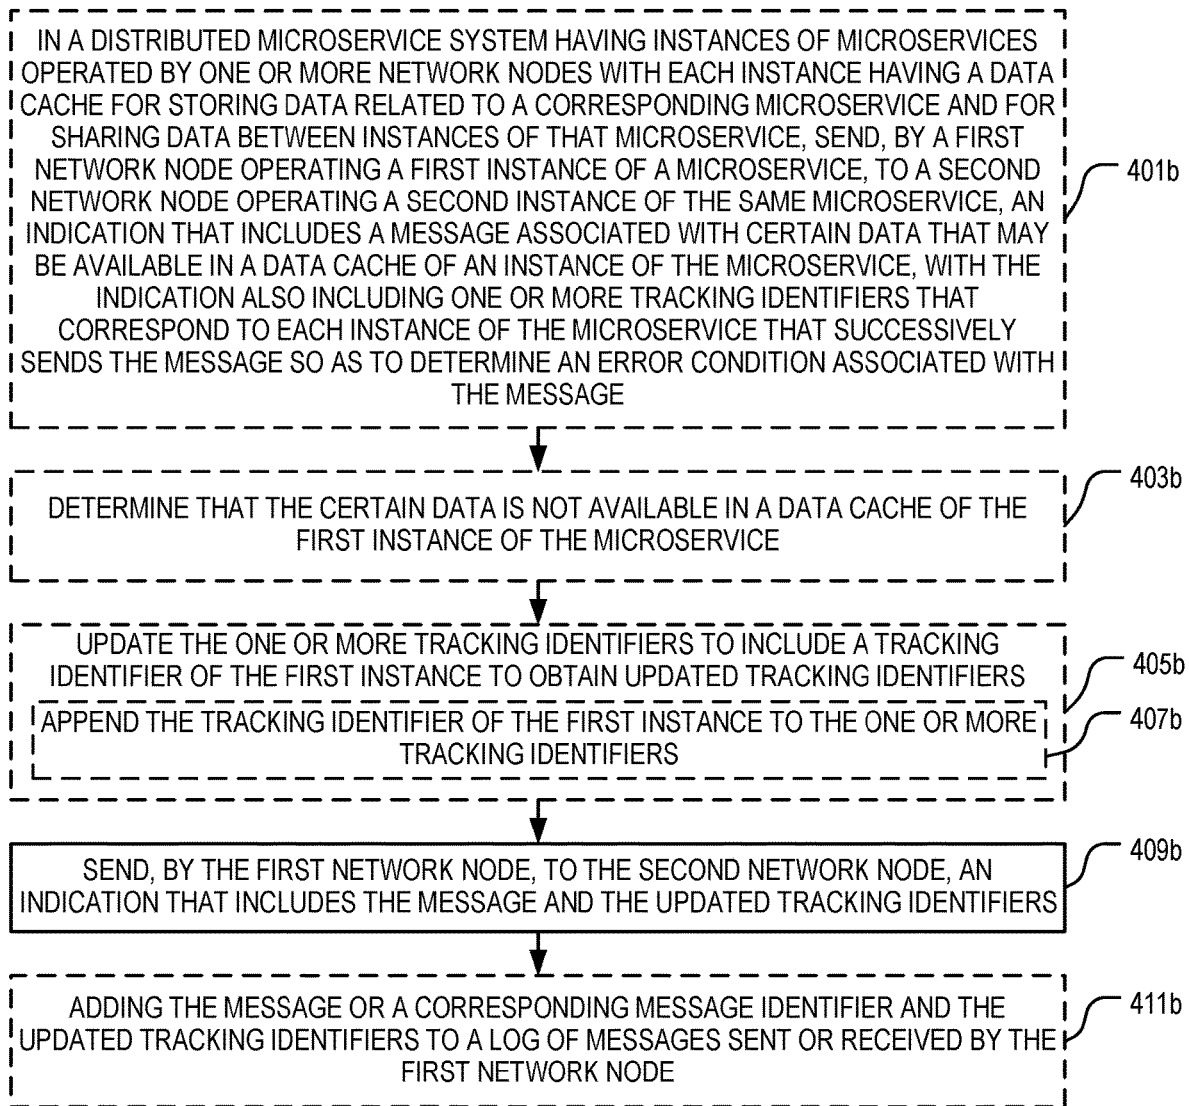 IN A DISTRIBUTED MICROSERVICE SYSTEM HAVING INSTANCES OF MICROSERVICES
OPERATED BY ONE OR MORE NETWORK NODES WITH EACH INSTANCE HAVING A DATA
CACHE FOR STORING DATA RELATED TO A CORRESPONDING MICROSERVICE AND FOR
SHARING DATA BETWEEN INSTANCES OF THAT MICROSERVICE, SEND, BY A FIRST
NETWORK NODE OPERATING A FIRST INSTANCE OF A MICROSERVICE, TO A SECOND
NETWORK NODE OPERATING A SECOND INSTANCE OF THE SAME MICROSERVICE, AN
INDICATION THAT INCLUDES A MESSAGE ASSOCIATED WITH CERTAIN DATA THAT MAY
BE AVAILABLE IN A DATA CACHE OF AN INSTANCE OF THE MICROSERVICE, WITH THE
INDICATION ALSO INCLUDING ONE OR MORE TRACKING IDENTIFIERS THAT
CORRESPOND TO EACH INSTANCE OF THE MICROSERVICE THAT SUCCESSIVELY
SENDS THE MESSAGE SO AS TO DETERMINE AN ERROR CONDITION ASSOCIATED WITH
THE MESSAGE
401b
DETERMINE THAT THE CERTAIN DATA IS NOT AVAILABLE IN A DATA CACHE OF THE
FIRST INSTANCE OF THE MICROSERVICE
403b
UPDATE THE ONE OR MORE TRACKING IDENTIFIERS TO INCLUDE A TRACKING
IDENTIFIER OF THE FIRST INSTANCE TO OBTAIN UPDATED TRACKING IDENTIFIERS
405b
APPEND THE TRACKING IDENTIFIER OF THE FIRST INSTANCE TO THE ONE OR MORE
TRACKING IDENTIFIERS
407b
SEND, BY THE FIRST NETWORK NODE, TO THE SECOND NETWORK NODE, AN
INDICATION THAT INCLUDES THE MESSAGE AND THE UPDATED TRACKING IDENTIFIERS
409b
ADDING THE MESSAGE OR A CORRESPONDING MESSAGE IDENTIFIER AND THE
UPDATED TRACKING IDENTIFIERS TO A LOG OF MESSAGES SENT OR RECEIVED BY THE
FIRST NETWORK NODE
411b